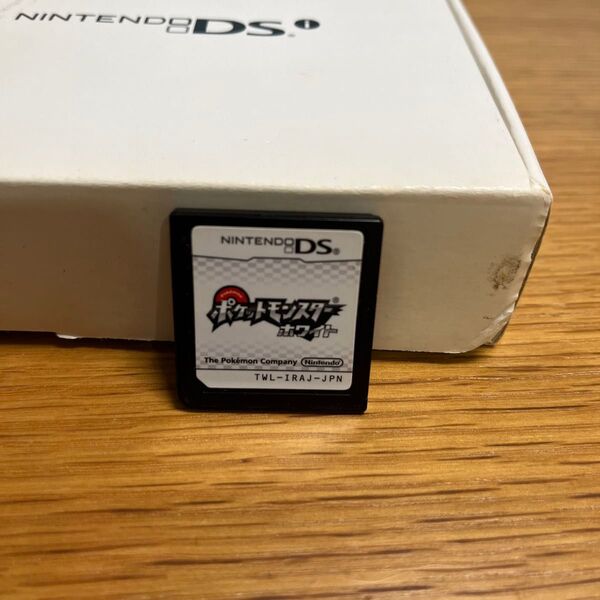 NINTENDO DS i
NINTENDO DS®
ポケットモンスター®
ホワイト
The Pokémon Company Nintendo
TWL-IRAJ-JPN